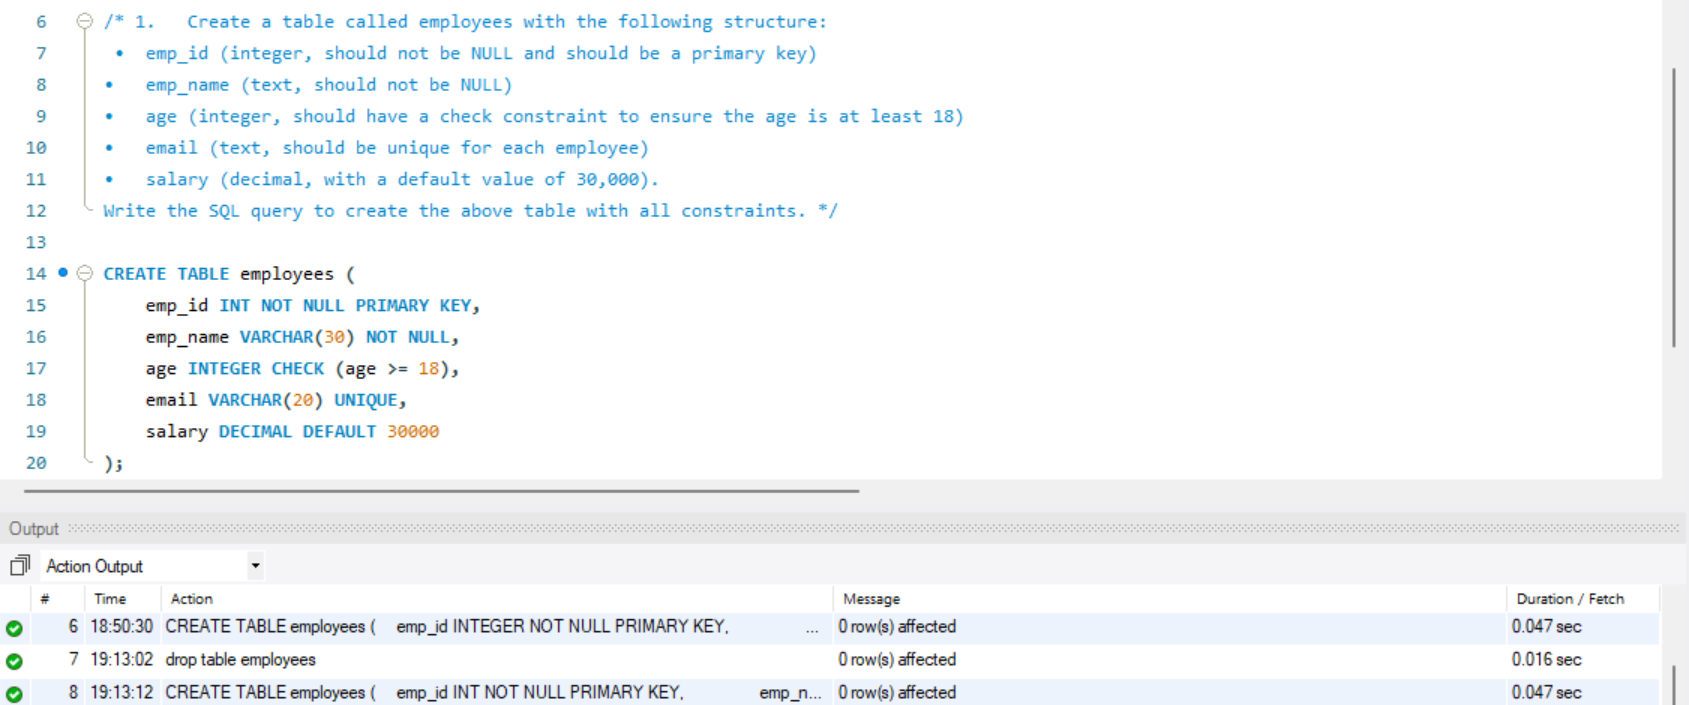 6 /* 1. Create a table called employees with the following structure:
7 • emp_id (integer, should not be NULL and should be a primary key)
8 • emp_name (text, should not be NULL)
9 • age (integer, should have a check constraint to ensure the age is at least 18)
10 • email (text, should be unique for each employee)
11 • salary (decimal, with a default value of 30,000).
12 Write the SQL query to create the above table with all constraints. */
13
14 CREATE TABLE employees (
15 emp_id INT NOT NULL PRIMARY KEY,
16 emp_name VARCHAR(30) NOT NULL,
17 age INTEGER CHECK (age >= 18),
18 email VARCHAR(20) UNIQUE,
19 salary DECIMAL DEFAULT 30000
20 );
Output
Action Output
# Time Action Message Duration / Fetch
6 18:50:30 CREATE TABLE employees ( emp_id INTEGER NOT NULL PRIMARY KEY, ... 0 row(s) affected 0.047 sec
7 19:13:02 drop table employees 0 row(s) affected 0.016 sec
8 19:13:12 CREATE TABLE employees ( emp_id INT NOT NULL PRIMARY KEY, emp_n... 0 row(s) affected 0.047 sec